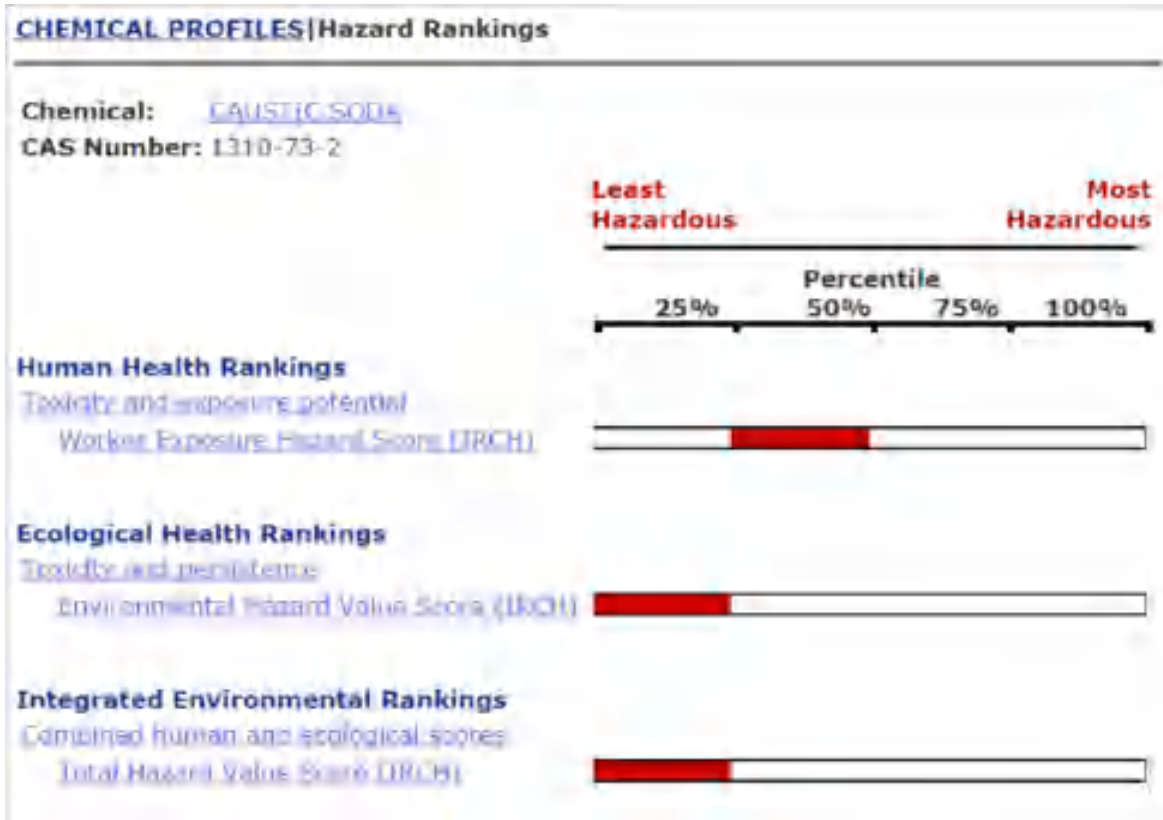 CHEMICAL PROFILES|Hazard Rankings
Chemical: CAUSTIC SODA
CAS Number: 1310-73-2
Least Hazardous
Most Hazardous
Percentile
25% 50% 75% 100%
Human Health Rankings
Toxicity and exposure potential
Worker Exposure Hazard Score (IRCH)
Ecological Health Rankings
Toxicity and persistence
Environmental Hazard Value Score (IRCH)
Integrated Environmental Rankings
Combined human and ecological scores
Total Hazard Value Score (IRCH)